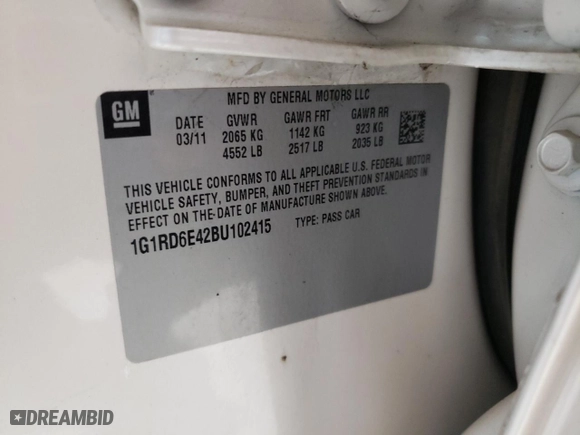 GM
MFD BY GENERAL MOTORS LLC
DATE GVWR GAWR FRT GAWR RR
03/11 2065 KG 1142 KG 923 KG
4552 LB 2517 LB 2035 LB
THIS VEHICLE CONFORMS TO ALL APPLICABLE U.S. FEDERAL MOTOR
VEHICLE SAFETY, BUMPER, AND THEFT PREVENTION STANDARDS IN
EFFECT ON THE DATE OF MANUFACTURE SHOWN ABOVE.
1G1RD6E42BU102415 TYPE: PASS CAR
DREAMBID